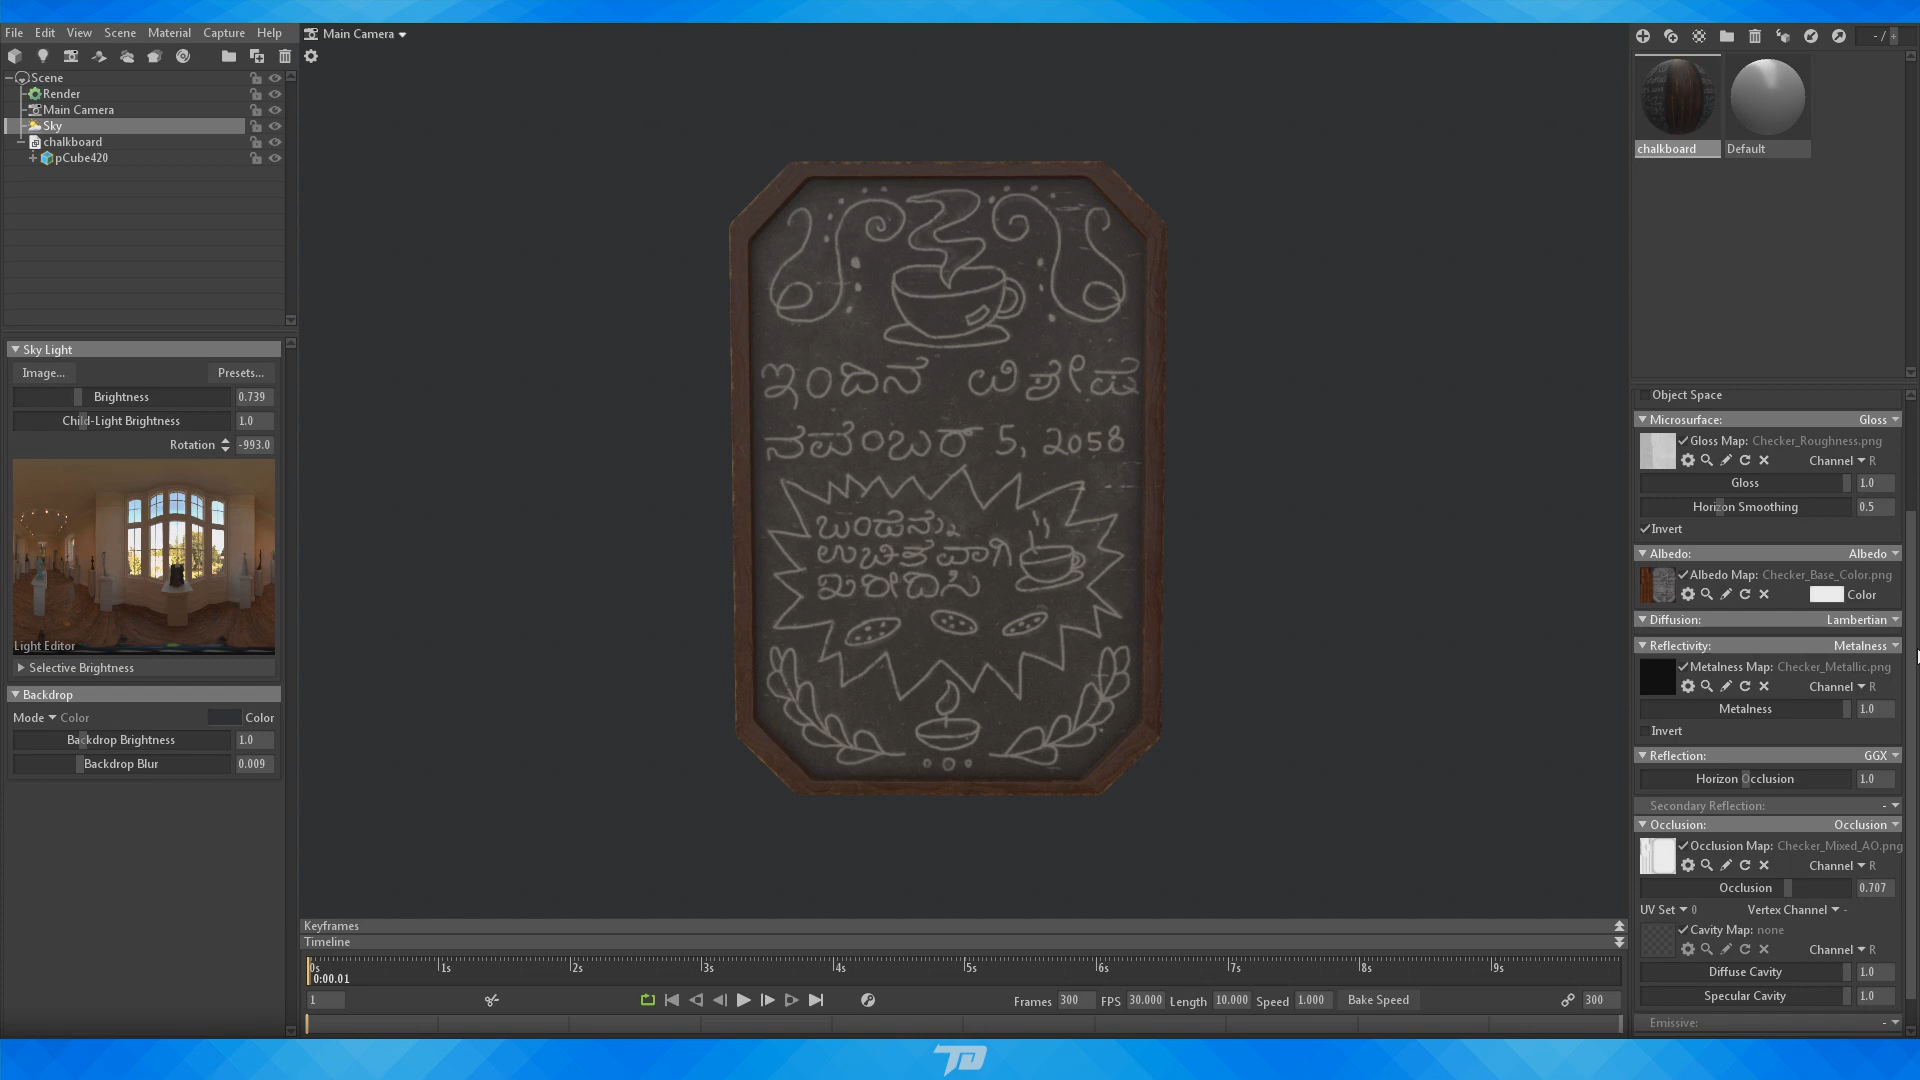 File Edit View Scene Material Capture Help
Main Camera
- / +
Scene
Render
Main Camera
Sky
chalkboard
pCube420
chalkboard Default
ಇಂದಿನ ವಿಶೇಷ
ನವೆಂಬರ್ 5, 2058
ಒಂದನ್ನು
ಉಚಿತವಾಗಿ
ಖರೀದಿಸಿ
Sky Light
Image... Presets...
Brightness 0.739
Child-Light Brightness 1.0
Rotation -993.0
Light Editor
Selective Brightness
Backdrop
Mode Color Color
Backdrop Brightness 1.0
Backdrop Blur 0.009
Object Space
Microsurface: Gloss
Gloss Map: Checker_Roughness.png
Channel R
Gloss 1.0
Horizon Smoothing 0.5
Invert
Albedo: Albedo
Albedo Map: Checker_Base_Color.png
Color
Diffusion: Lambertian
Reflectivity: Metalness
Metalness Map: Checker_Metallic.png
Channel R
Metalness 1.0
Invert
Reflection: GGX
Horizon Occlusion 1.0
Secondary Reflection: -
Occlusion: Occlusion
Occlusion Map: Checker_Mixed_AO.png
Channel R
Occlusion 0.707
UV Set 0 Vertex Channel -
Cavity Map: none
Channel R
Diffuse Cavity 1.0
Specular Cavity 1.0
Emissive: -
Keyframes
Timeline
0s 1s 2s 3s 4s 5s 6s 7s 8s 9s
0:00.01
1 Frames 300 FPS 30.000 Length 10.000 Speed 1.000 Bake Speed 300